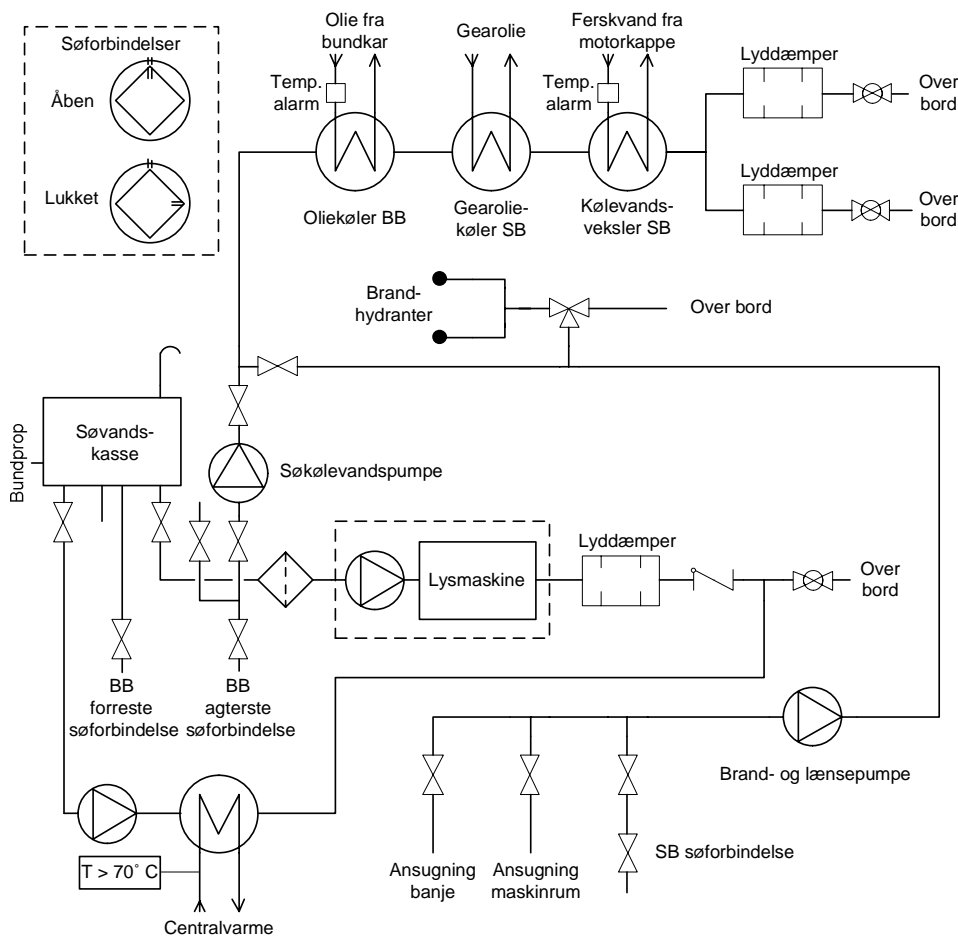 Søforbindelser
Åben
Lukket
Olie fra
bundkar
Gearolie
Ferskvand fra
motorkappe
Temp.
alarm
Temp.
alarm
Lyddæmper
Over
bord
Lyddæmper
Over
bord
Oliekøler BB
Gearolie-
køler SB
Kølevands-
veksler SB
Brand-
hydranter
Over bord
Bundprop
Søvands-
kasse
Søkølevandspumpe
Lysmaskine
Lyddæmper
Over
bord
BB
forreste
søforbindelse
BB
agterste
søforbindelse
Brand- og lænsepumpe
T > 70° C
Centralvarme
Ansugning
banje
Ansugning
maskinrum
SB søforbindelse